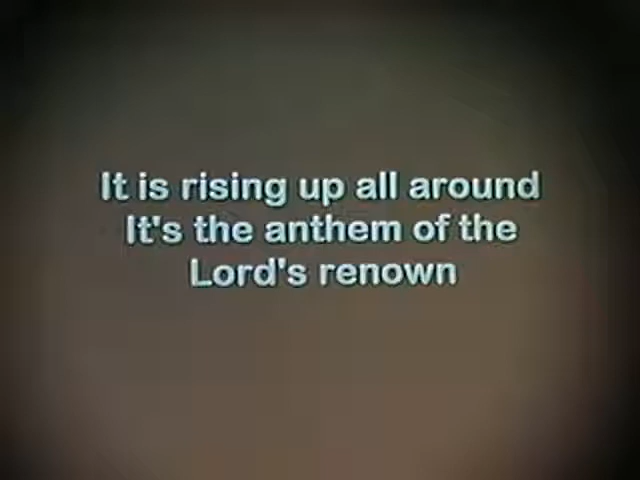 It is rising up all around
It's the anthem of the
Lord's renown